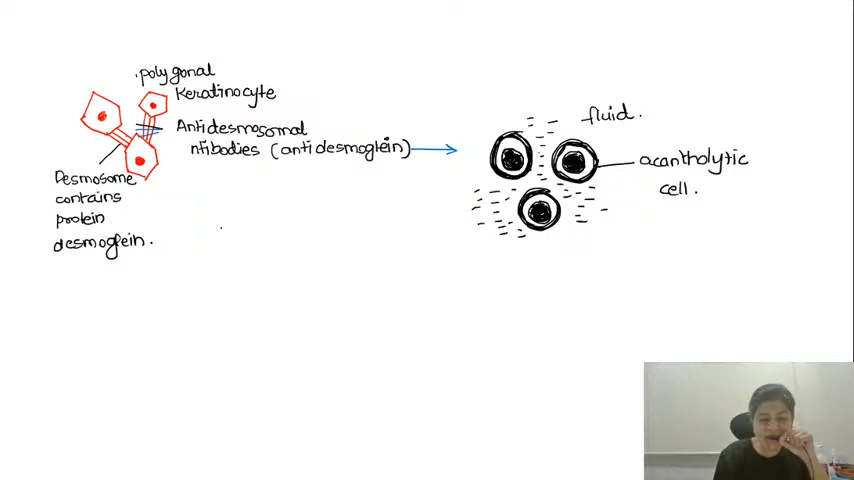 polygonal
Keratinocyte
Antidesmosomal
ntibodies (antidesmoglein)
Desmosome
contains
protein
desmoglein.
fluid.
acantholytic
cell.